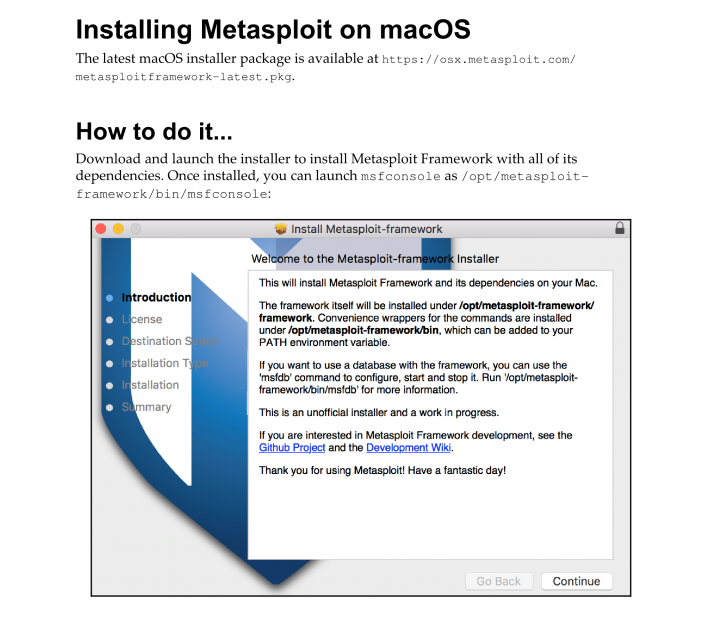 Installing Metasploit on macOS
The latest macOS installer package is available at https://osx.metasploit.com/
metasploitframework-latest.pkg.
How to do it...
Download and launch the installer to install Metasploit Framework with all of its
dependencies. Once installed, you can launch msfconsole as /opt/metasploit-
framework/bin/msfconsole:
Install Metasploit-framework
Welcome to the Metasploit-framework Installer
Introduction
License
Destination Select
Installation Type
Installation
Summary
This will install Metasploit Framework and its dependencies on your Mac.
The framework itself will be installed under /opt/metasploit-framework/
framework. Convenience wrappers for the commands are installed
under /opt/metasploit-framework/bin, which can be added to your
PATH environment variable.
If you want to use a database with the framework, you can use the
'msfdb' command to configure, start and stop it. Run '/opt/metasploit-
framework/bin/msfdb' for more information.
This is an unofficial installer and a work in progress.
If you are interested in Metasploit Framework development, see the
Github Project and the Development Wiki.
Thank you for using Metasploit! Have a fantastic day!
Go Back
Continue